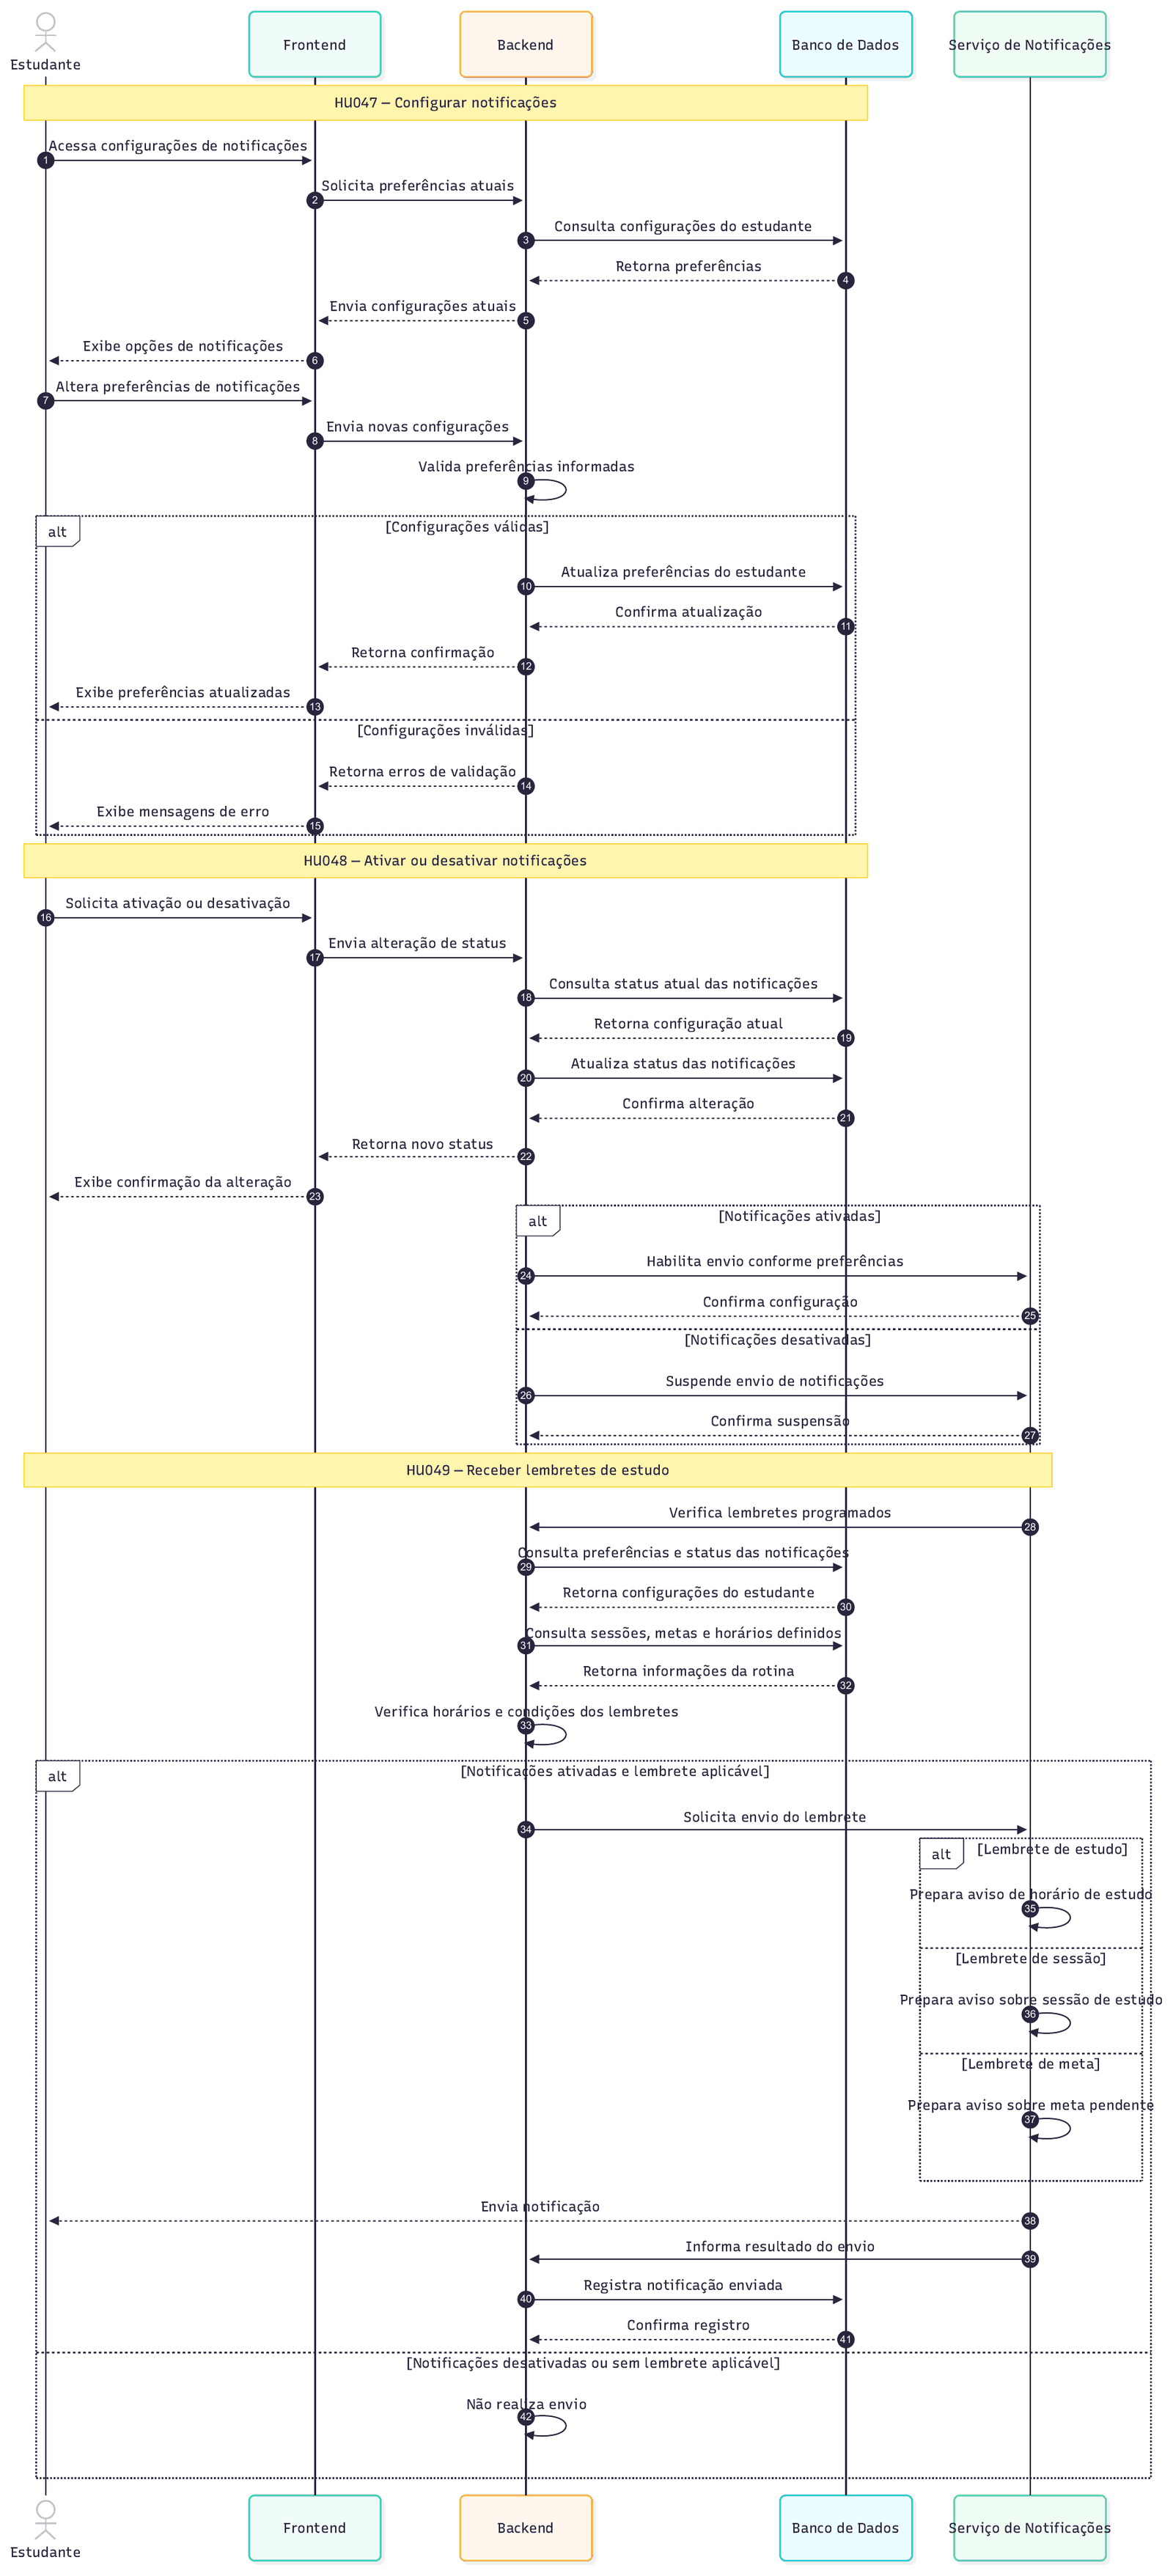 Estudante
Frontend
Backend
Banco de Dados
Serviço de Notificações
HU047 – Configurar notificações
Acessa configurações de notificações
1
Solicita preferências atuais
2
Consulta configurações do estudante
3
Retorna preferências
4
Envia configurações atuais
5
Exibe opções de notificações
6
Altera preferências de notificações
7
Envia novas configurações
8
Valida preferências informadas
9
alt
[Configurações válidas]
Atualiza preferências do estudante
10
Confirma atualização
11
Retorna confirmação
12
Exibe preferências atualizadas
13
[Configurações inválidas]
Retorna erros de validação
14
Exibe mensagens de erro
15
HU048 – Ativar ou desativar notificações
Solicita ativação ou desativação
16
Envia alteração de status
17
Consulta status atual das notificações
18
Retorna configuração atual
19
Atualiza status das notificações
20
Confirma alteração
21
Retorna novo status
22
Exibe confirmação da alteração
23
alt
[Notificações ativadas]
Habilita envio conforme preferências
24
Confirma configuração
25
[Notificações desativadas]
Suspende envio de notificações
26
Confirma suspensão
27
HU049 – Receber lembretes de estudo
Verifica lembretes programados
28
Consulta preferências e status das notificações
29
Retorna configurações do estudante
30
Consulta sessões, metas e horários definidos
31
Retorna informações da rotina
32
Verifica horários e condições dos lembretes
33
alt
[Notificações ativadas e lembrete aplicável]
Solicita envio do lembrete
34
alt
[Lembrete de estudo]
Prepara aviso de horário de estudo
35
[Lembrete de sessão]
Prepara aviso sobre sessão de estudo
36
[Lembrete de meta]
Prepara aviso sobre meta pendente
37
Envia notificação
38
Informa resultado do envio
39
Registra notificação enviada
40
Confirma registro
41
[Notificações desativadas ou sem lembrete aplicável]
Não realiza envio
42
Estudante
Frontend
Backend
Banco de Dados
Serviço de Notificações